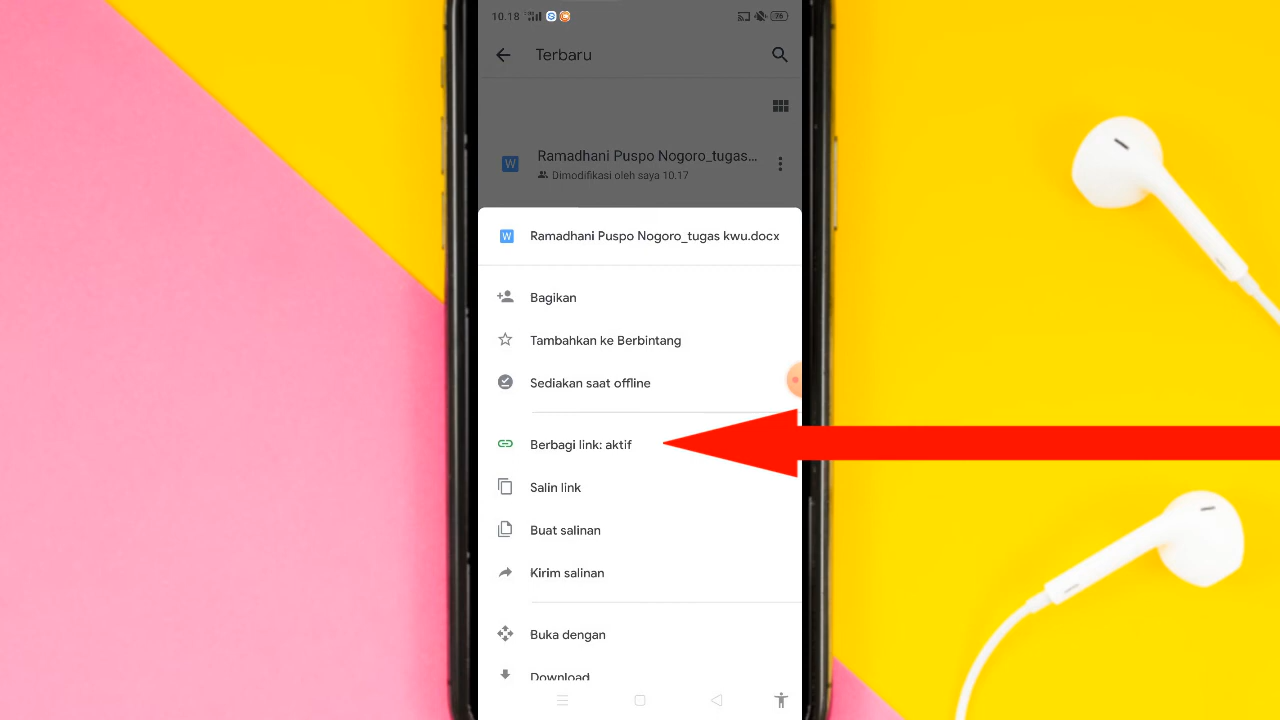 10.18
76
Terbaru
W
Ramadhani Puspo Nogoro_tugas...
Dimodifikasi oleh saya 10.17
W
Ramadhani Puspo Nogoro_tugas kwu.docx
Bagikan
Tambahkan ke Berbintang
Sediakan saat offline
Berbagi link: aktif
Salin link
Buat salinan
Kirim salinan
Buka dengan
Download